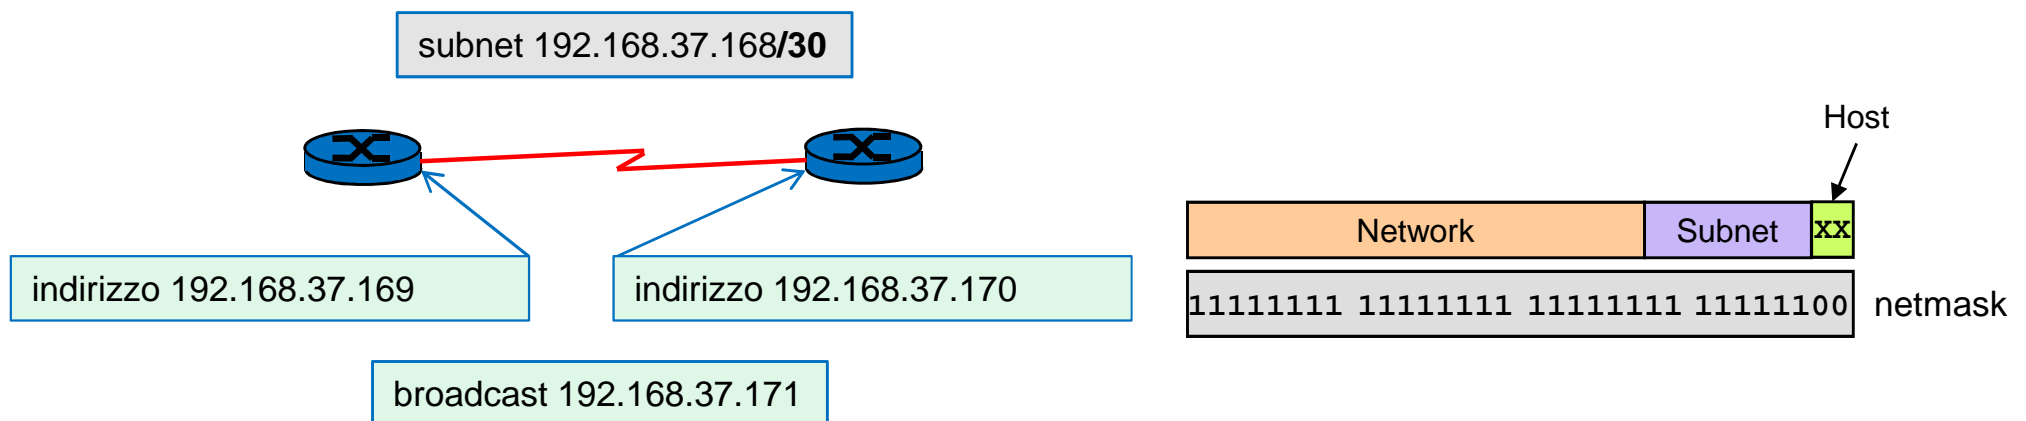 subnet 192.168.37.168/30
Host
Network Subnet xx
indirizzo 192.168.37.169
indirizzo 192.168.37.170
11111111 11111111 11111111 11111100 netmask
broadcast 192.168.37.171